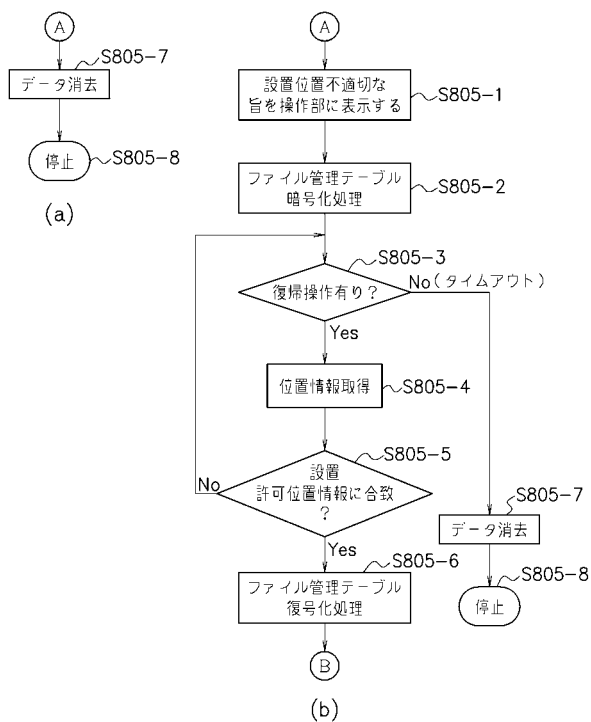 A
S805-7
データ消去
S805-8
停止
(a)
A
設置位置不適切な
旨を操作部に表示する
S805-1
ファイル管理テーブル
暗号化処理
S805-2
S805-3
復帰操作有り?
No(タイムアウト)
Yes
位置情報取得
S805-4
S805-5
設置
許可位置情報に合致
?
No
Yes
S805-7
データ消去
S805-8
停止
S805-6
ファイル管理テーブル
復号化処理
B
(b)